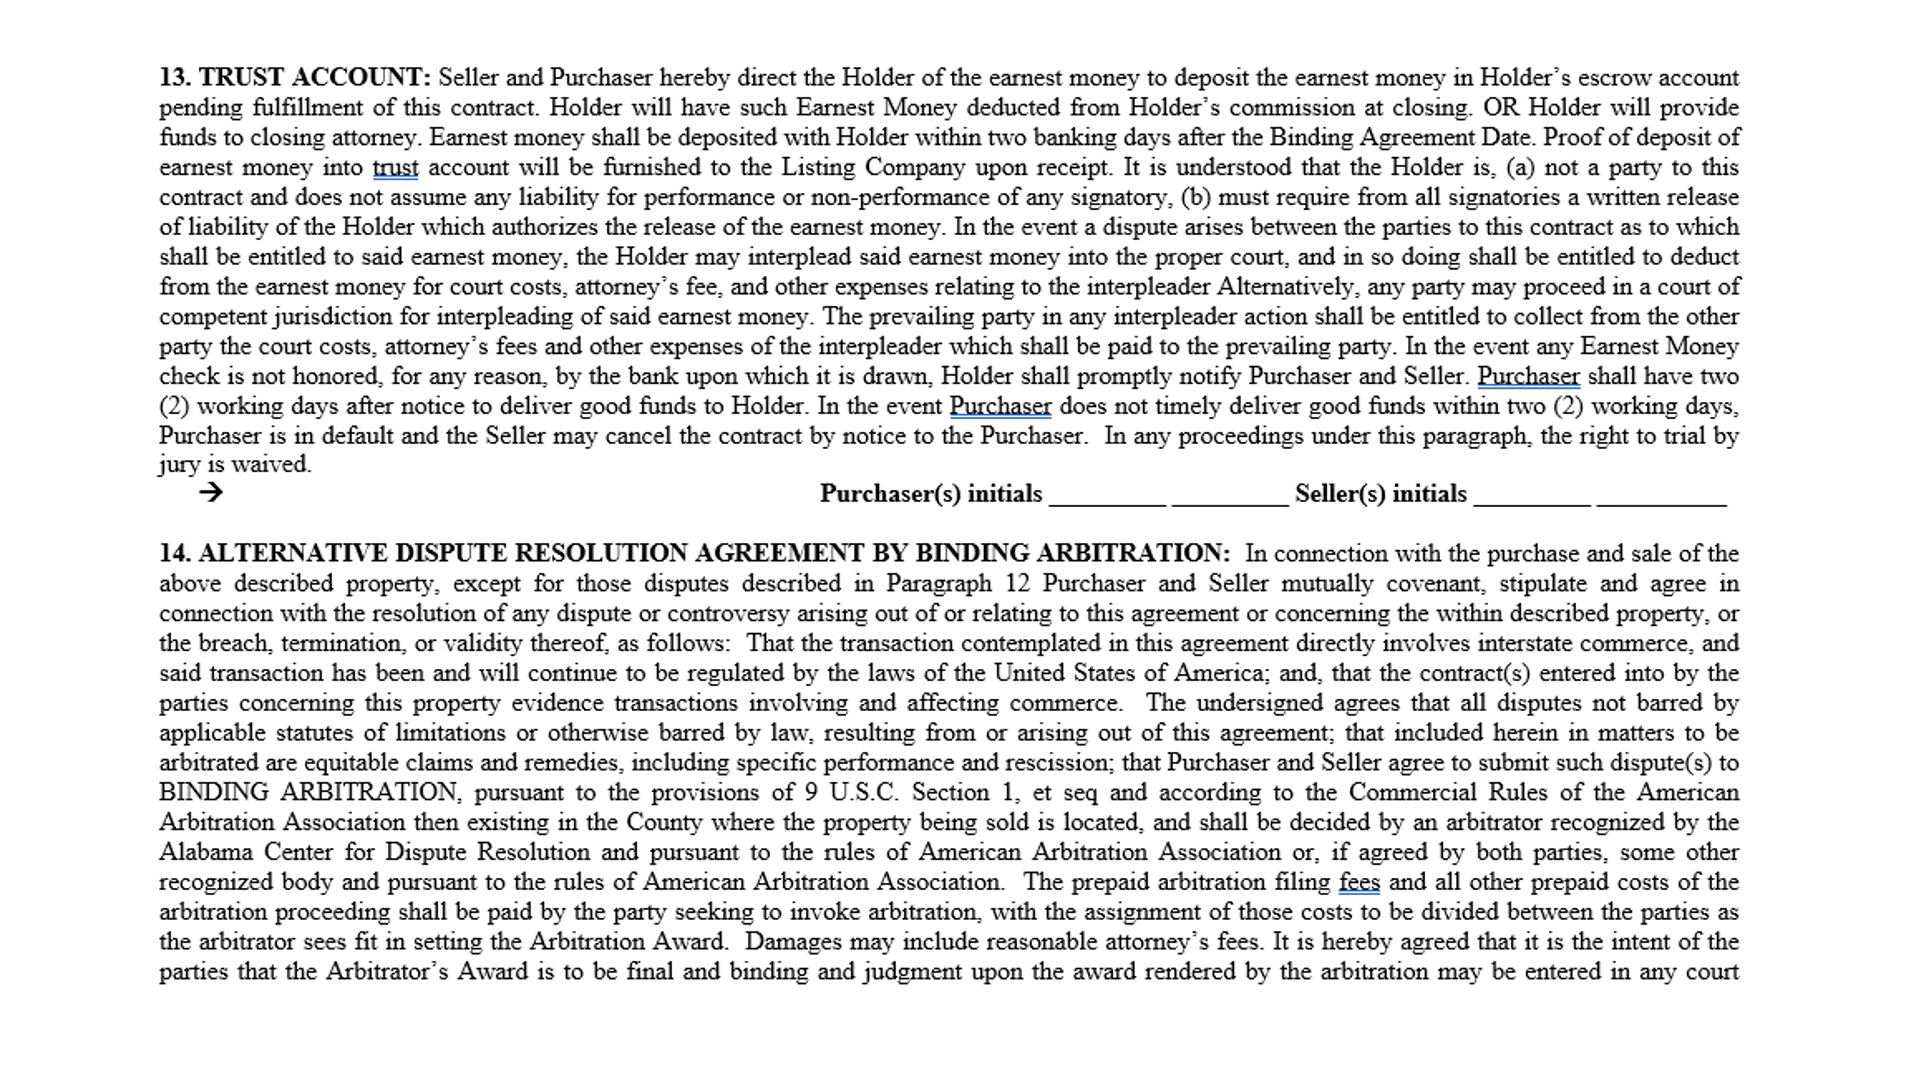 13. TRUST ACCOUNT: Seller and Purchaser hereby direct the Holder of the earnest money to deposit the earnest money in Holder’s escrow account
pending fulfillment of this contract. Holder will have such Earnest Money deducted from Holder’s commission at closing. OR Holder will provide
funds to closing attorney. Earnest money shall be deposited with Holder within two banking days after the Binding Agreement Date. Proof of deposit of
earnest money into trust account will be furnished to the Listing Company upon receipt. It is understood that the Holder is, (a) not a party to this
contract and does not assume any liability for performance or non-performance of any signatory, (b) must require from all signatories a written release
of liability of the Holder which authorizes the release of the earnest money. In the event a dispute arises between the parties to this contract as to which
shall be entitled to said earnest money, the Holder may interplead said earnest money into the proper court, and in so doing shall be entitled to deduct
from the earnest money for court costs, attorney’s fee, and other expenses relating to the interpleader Alternatively, any party may proceed in a court of
competent jurisdiction for interpleading of said earnest money. The prevailing party in any interpleader action shall be entitled to collect from the other
party the court costs, attorney’s fees and other expenses of the interpleader which shall be paid to the prevailing party. In the event any Earnest Money
check is not honored, for any reason, by the bank upon which it is drawn, Holder shall promptly notify Purchaser and Seller. Purchaser shall have two
(2) working days after notice to deliver good funds to Holder. In the event Purchaser does not timely deliver good funds within two (2) working days,
Purchaser is in default and the Seller may cancel the contract by notice to the Purchaser.  In any proceedings under this paragraph, the right to trial by
jury is waived.
→ Purchaser(s) initials _________ _________ Seller(s) initials _________ __________
14. ALTERNATIVE DISPUTE RESOLUTION AGREEMENT BY BINDING ARBITRATION:  In connection with the purchase and sale of the
above described property, except for those disputes described in Paragraph 12 Purchaser and Seller mutually covenant, stipulate and agree in
connection with the resolution of any dispute or controversy arising out of or relating to this agreement or concerning the within described property, or
the breach, termination, or validity thereof, as follows:  That the transaction contemplated in this agreement directly involves interstate commerce, and
said transaction has been and will continue to be regulated by the laws of the United States of America; and, that the contract(s) entered into by the
parties concerning this property evidence transactions involving and affecting commerce.  The undersigned agrees that all disputes not barred by
applicable statutes of limitations or otherwise barred by law, resulting from or arising out of this agreement; that included herein in matters to be
arbitrated are equitable claims and remedies, including specific performance and rescission; that Purchaser and Seller agree to submit such dispute(s) to
BINDING ARBITRATION, pursuant to the provisions of 9 U.S.C. Section 1, et seq and according to the Commercial Rules of the American
Arbitration Association then existing in the County where the property being sold is located, and shall be decided by an arbitrator recognized by the
Alabama Center for Dispute Resolution and pursuant to the rules of American Arbitration Association or, if agreed by both parties, some other
recognized body and pursuant to the rules of American Arbitration Association.  The prepaid arbitration filing fees and all other prepaid costs of the
arbitration proceeding shall be paid by the party seeking to invoke arbitration, with the assignment of those costs to be divided between the parties as
the arbitrator sees fit in setting the Arbitration Award.  Damages may include reasonable attorney’s fees. It is hereby agreed that it is the intent of the
parties that the Arbitrator’s Award is to be final and binding and judgment upon the award rendered by the arbitration may be entered in any court